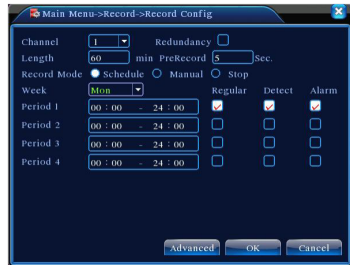 Main Menu->Record->Record Config
Channel 1 Redundancy
Length 60 min PreRecord 5 Sec.
Record Mode Schedule Manual Stop
Week Mon Regular Detect Alarm
Period 1 00 : 00 - 24 : 00
Period 2 00 : 00 - 24 : 00
Period 3 00 : 00 - 24 : 00
Period 4 00 : 00 - 24 : 00
Advanced OK Cancel